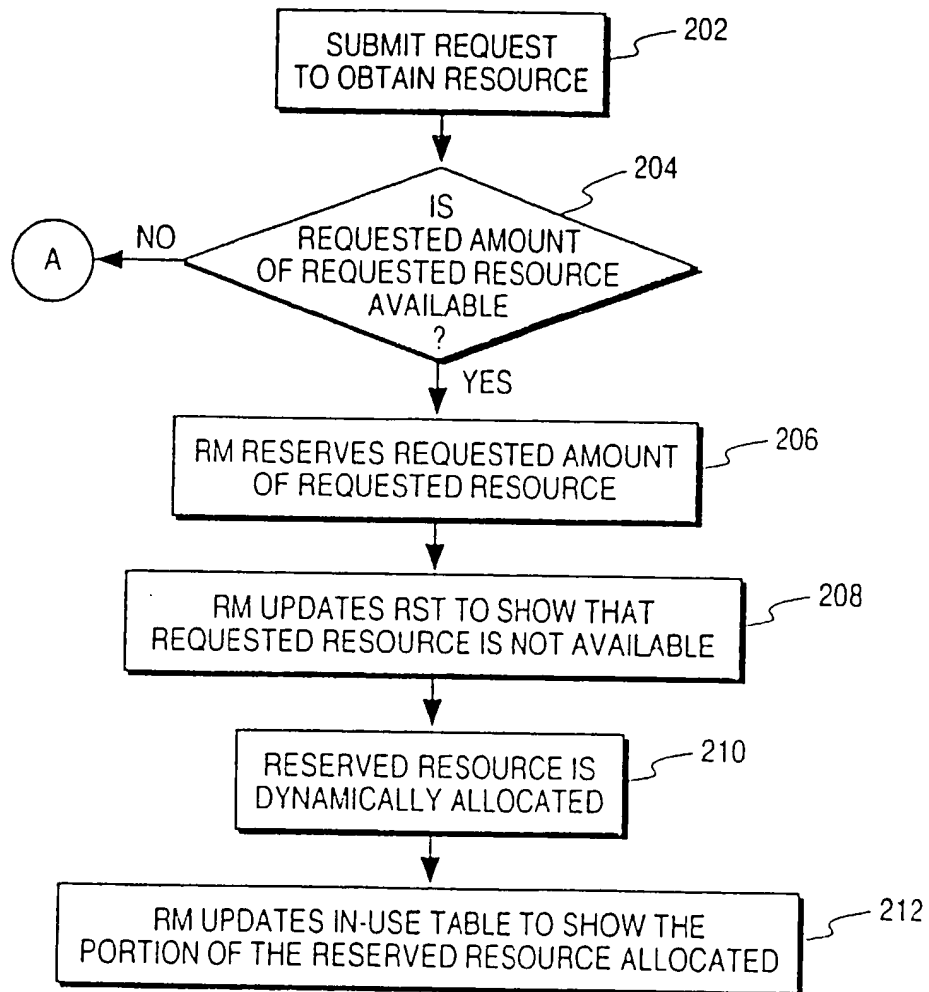 SUBMIT REQUEST
TO OBTAIN RESOURCE
202
204
IS
REQUESTED AMOUNT
OF REQUESTED RESOURCE
AVAILABLE
?
NO
A
YES
RM RESERVES REQUESTED AMOUNT
OF REQUESTED RESOURCE
206
RM UPDATES RST TO SHOW THAT
REQUESTED RESOURCE IS NOT AVAILABLE
208
RESERVED RESOURCE IS
DYNAMICALLY ALLOCATED
210
RM UPDATES IN-USE TABLE TO SHOW THE
PORTION OF THE RESERVED RESOURCE ALLOCATED
212